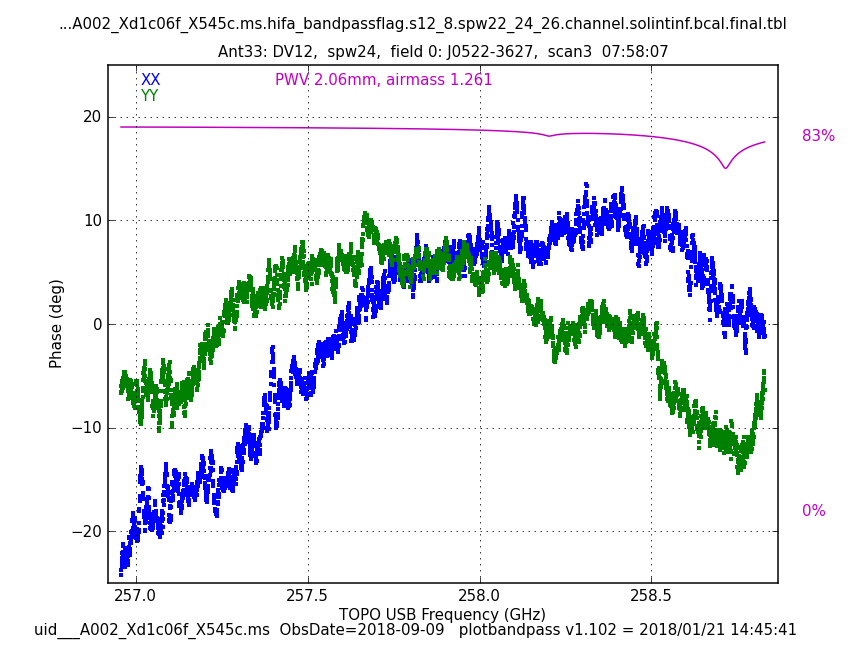 ...A002_Xd1c06f_X545c.ms.hifa_bandpassflag.s12_8.spw22_24_26.channel.solintinf.bcal.final.tbl
Ant33: DV12, spw24, field 0: J0522-3627, scan3 07:58:07
XX
PWV 2.06mm, airmass 1.261
YY
20
83%
10
0
Phase (deg)
−10
0%
−20
257.0 257.5 258.0 258.5
TOPO USB Frequency (GHz)
uid___A002_Xd1c06f_X545c.ms ObsDate=2018-09-09 plotbandpass v1.102 = 2018/01/21 14:45:41